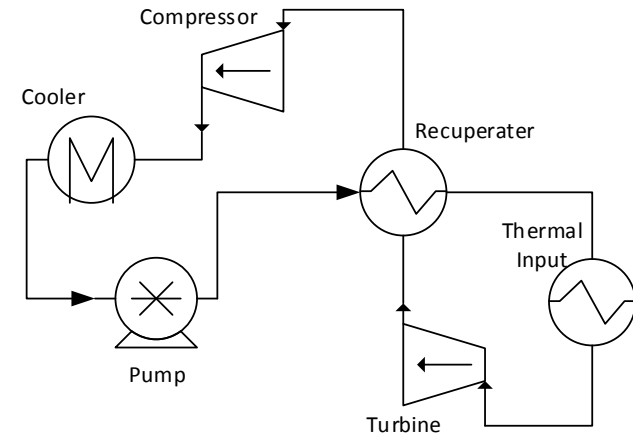 Compressor
Cooler
Recuperater
Thermal
Input
Pump
Turbine